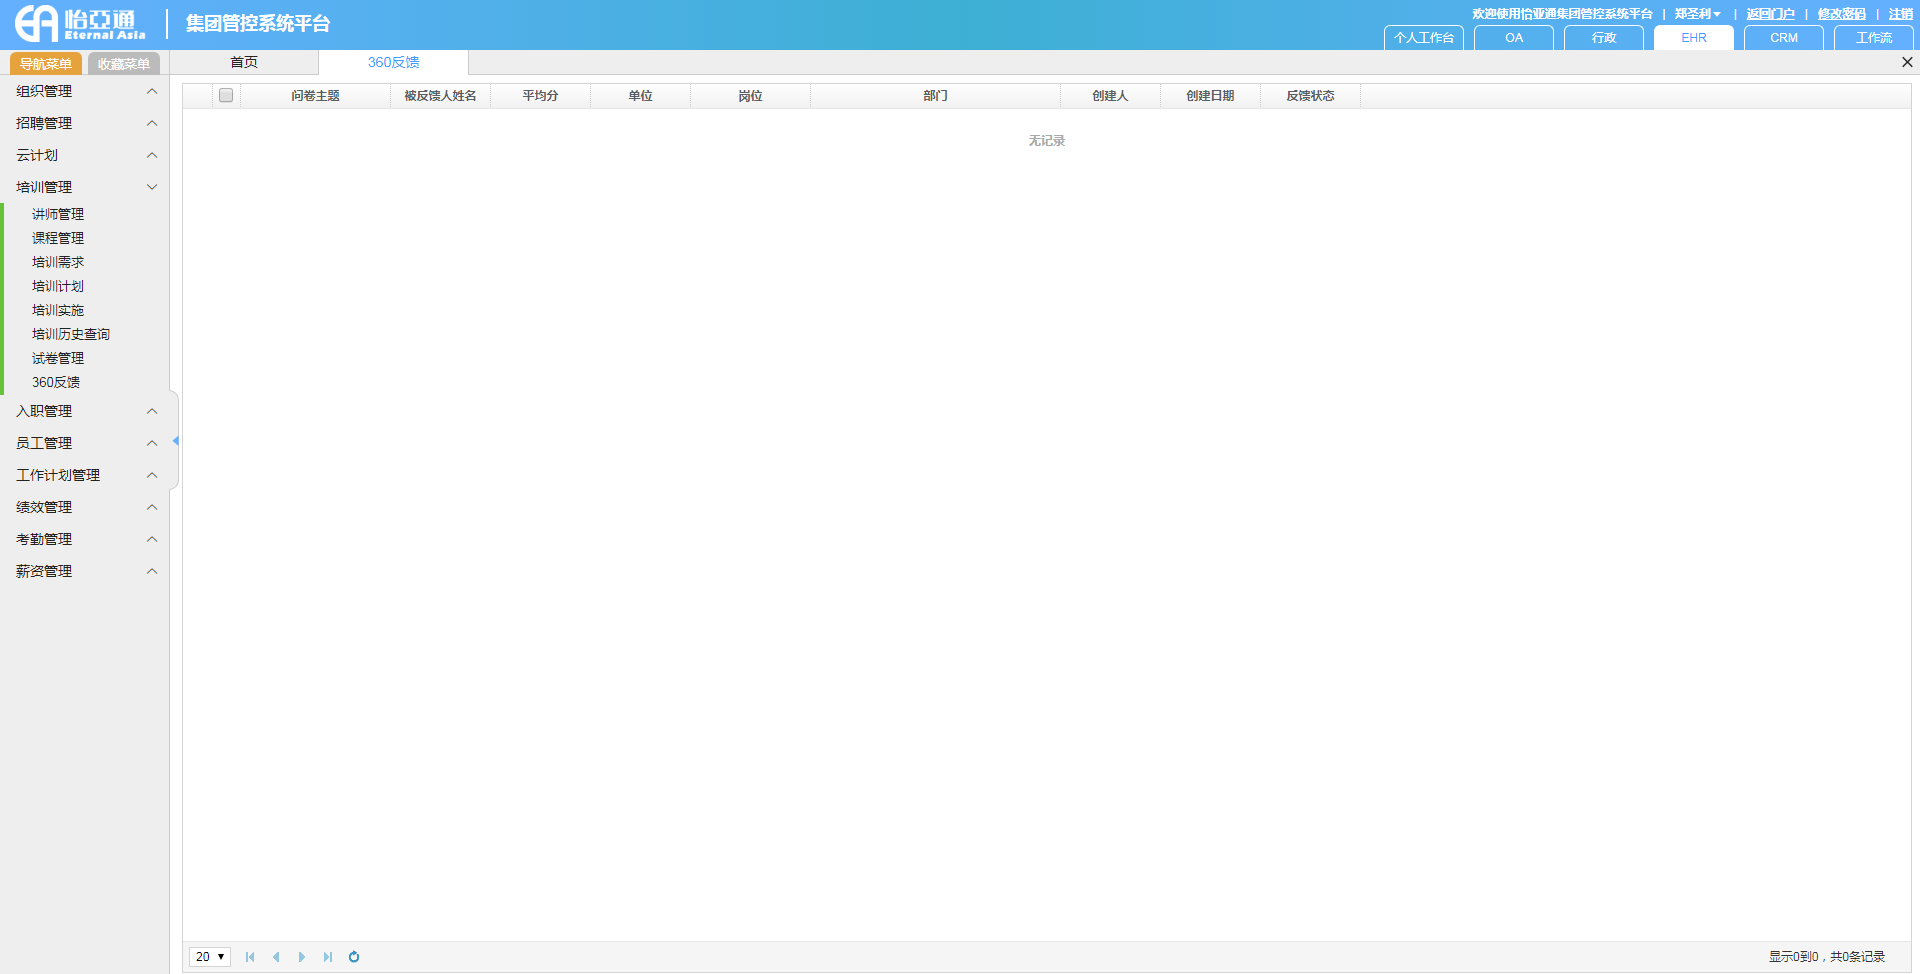 怡亞通
Eternal Asia
集团管控系统平台
欢迎使用怡亚通集团管控系统平台 | 郑圣利 | 返回门户 | 修改密码 | 注销
个人工作台 OA 行政 EHR CRM 工作流
导航菜单 收藏菜单 首页 360反馈
组织管理
招聘管理
云计划
培训管理
讲师管理
课程管理
培训需求
培训计划
培训实施
培训历史查询
试卷管理
360反馈
入职管理
员工管理
工作计划管理
绩效管理
考勤管理
薪资管理
问卷主题 被反馈人姓名 平均分 单位 岗位 部门 创建人 创建日期 反馈状态
无记录
20
显示0到0，共0条记录